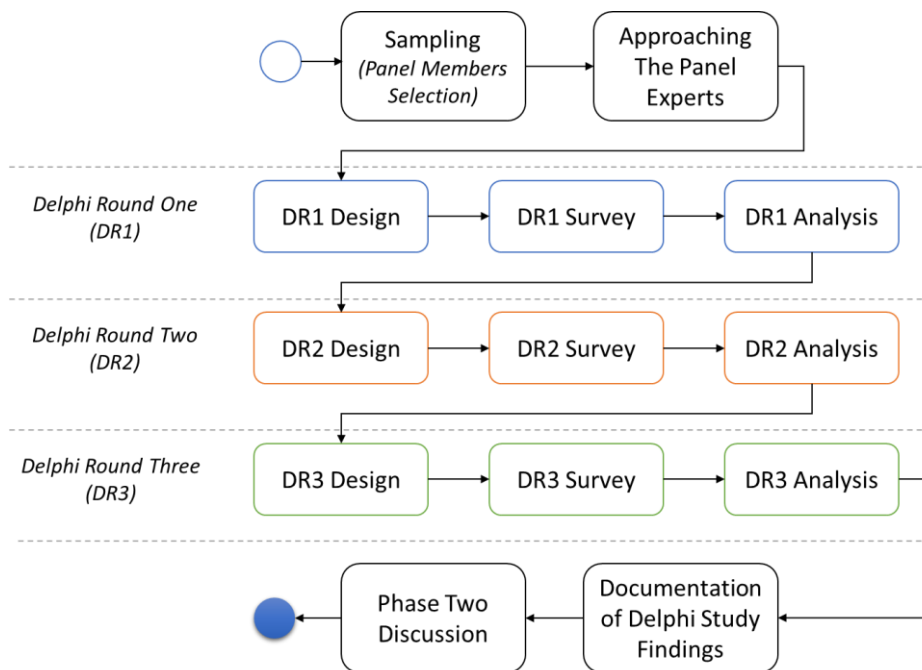 Sampling
(Panel Members
Selection)
Approaching
The Panel
Experts
Delphi Round One
(DR1)
DR1 Design
DR1 Survey
DR1 Analysis
Delphi Round Two
(DR2)
DR2 Design
DR2 Survey
DR2 Analysis
Delphi Round Three
(DR3)
DR3 Design
DR3 Survey
DR3 Analysis
Phase Two
Discussion
Documentation
of Delphi Study
Findings